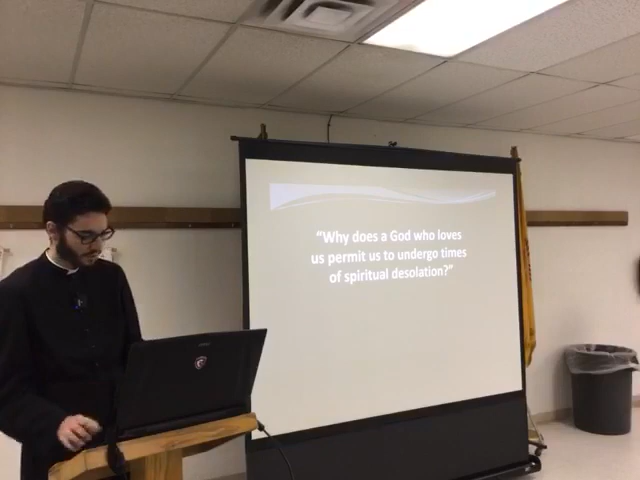 “Why does a God who loves
us permit us to undergo times
of spiritual desolation?”